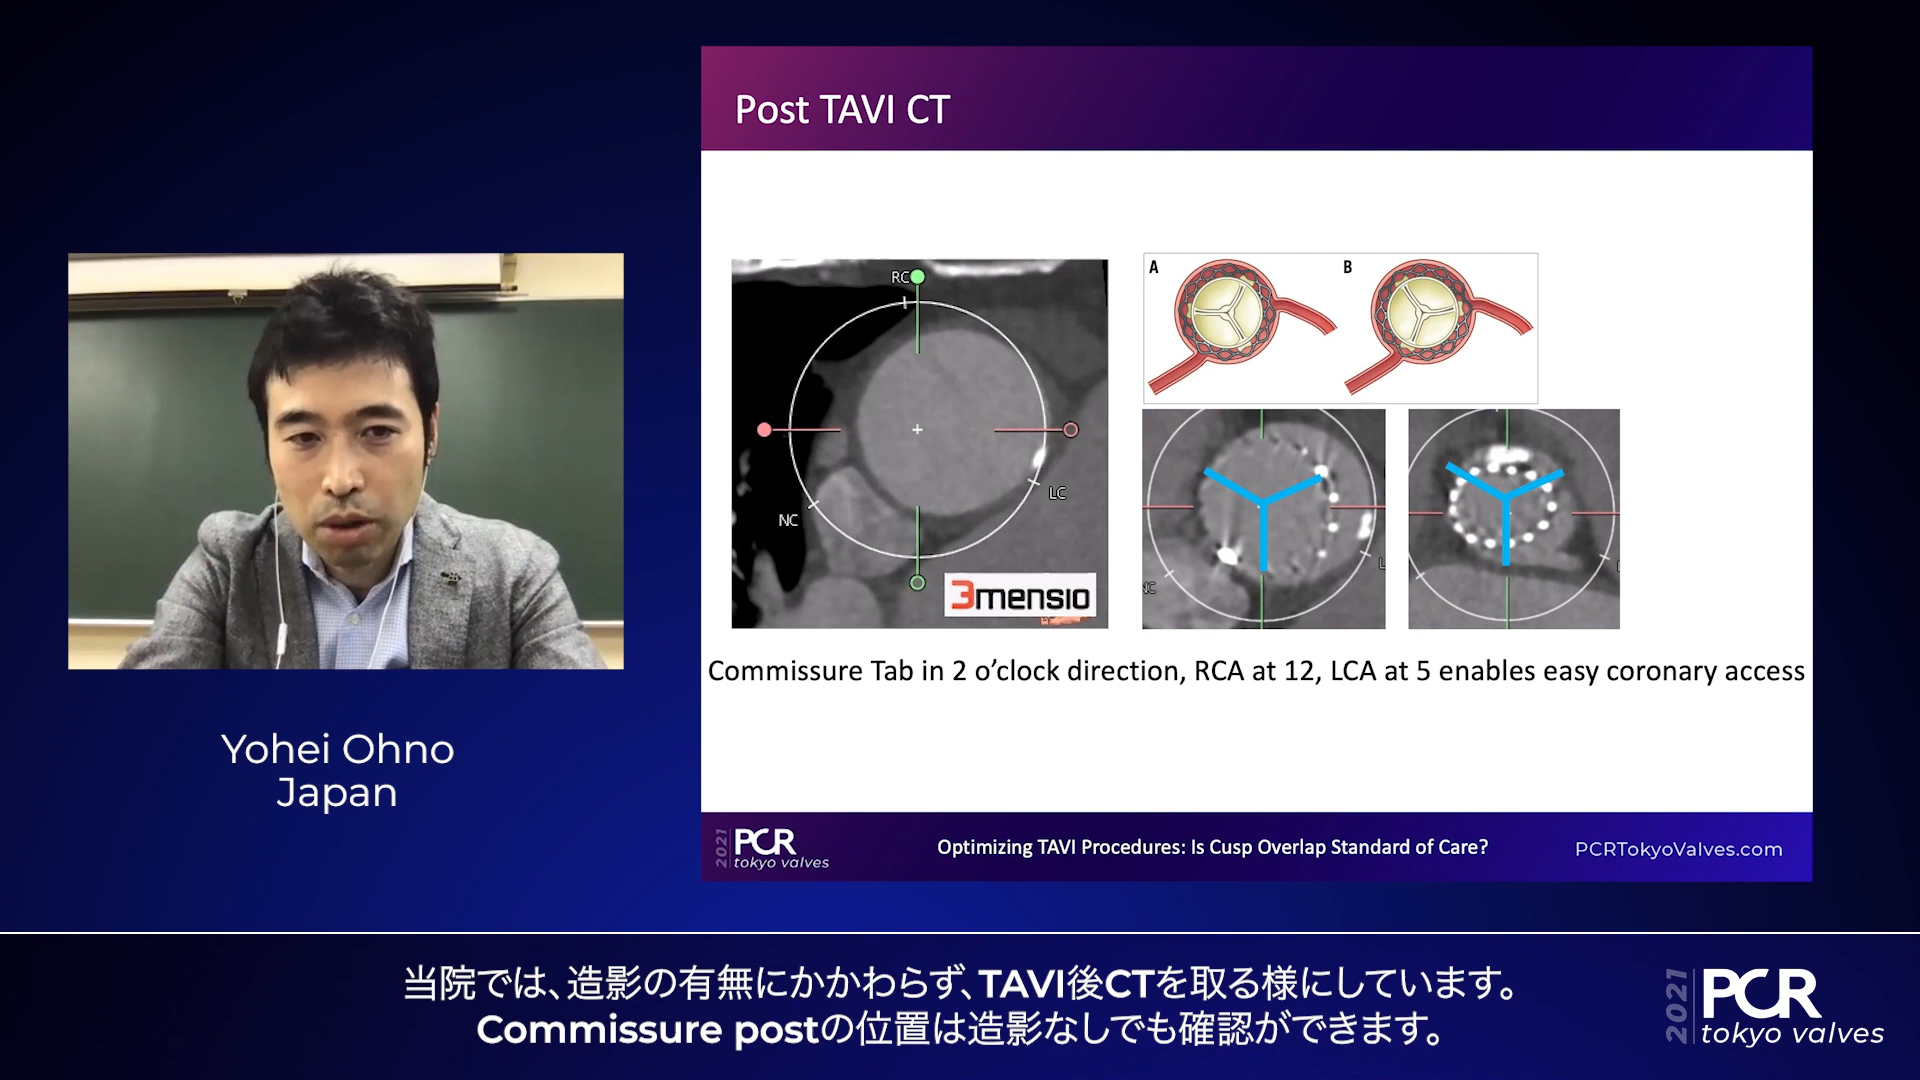 Post TAVI CT
RC
LC
NC
3mensio
A
B
NC
L
Commissure Tab in 2 o’clock direction, RCA at 12, LCA at 5 enables easy coronary access
Yohei Ohno
Japan
2021 PCR
tokyo valves
Optimizing TAVI Procedures: Is Cusp Overlap Standard of Care?
PCRTokyoValves.com
当院では、造影の有無にかかわらず、TAVI後CTを取る様にしています。
Commissure postの位置は造影なしでも確認ができます。
2021 PCR
tokyo valves